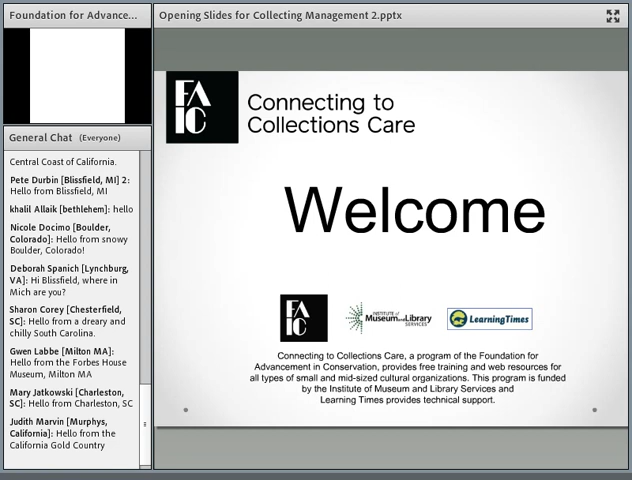 Foundation for Advance...
Opening Slides for Collecting Management 2.pptx
General Chat (Everyone)
Central Coast of California.
Pete Durbin [Blissfield, MI] 2:
Hello from Blissfield, MI
khalil Allaik [bethlehem]: hello
Nicole Docimo [Boulder,
Colorado]: Hello from snowy
Boulder, Colorado!
Deborah Spanich [Lynchburg,
VA]: Hi Blissfield, where in
Mich are you?
Sharon Corey [Chesterfield,
SC]: Hello from a dreary and
chilly South Carolina.
Gwen Labbe [Milton MA]:
Hello from the Forbes House
Museum, Milton MA
Mary Jatkowski [Charleston,
SC]: Hello from Charleston, SC
Judith Marvin [Murphys,
California]: Hello from the
California Gold Country
FA
IC
Connecting to
Collections Care
Welcome
FA
IC
INSTITUTE of
Museum and Library
SERVICES
LearningTimes
Connecting to Collections Care, a program of the Foundation for
Advancement in Conservation, provides free training and web resources for
all types of small and mid-sized cultural organizations. This program is funded
by the Institute of Museum and Library Services and
Learning Times provides technical support.